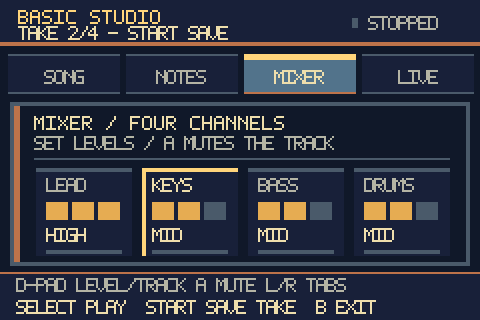 BASIC STUDIO
TAKE 2/4 - START SAVE
STOPPED
SONG NOTES MIXER LIVE
MIXER / FOUR CHANNELS
SET LEVELS / A MUTES THE TRACK
LEAD KEYS BASS DRUMS
HIGH MID MID MID
D-PAD LEVEL/TRACK A MUTE L/R TABS
SELECT PLAY START SAVE TAKE B EXIT